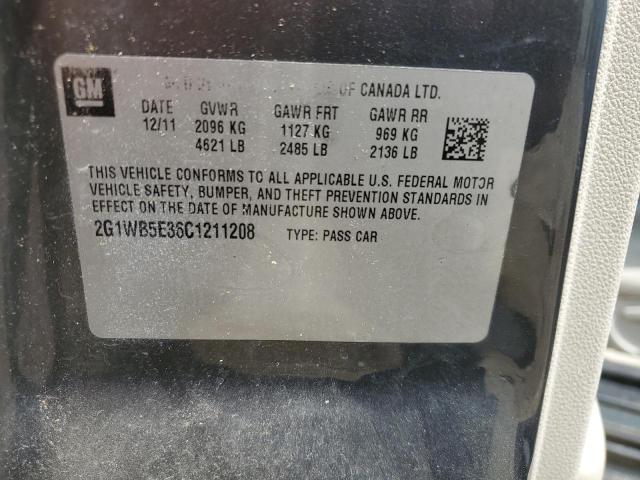 GM
OF CANADA LTD.
DATE GVWR GAWR FRT GAWR RR
12/11 2096 KG 1127 KG 969 KG
4621 LB 2485 LB 2136 LB
THIS VEHICLE CONFORMS TO ALL APPLICABLE U.S. FEDERAL MOTOR
VEHICLE SAFETY, BUMPER, AND THEFT PREVENTION STANDARDS IN
EFFECT ON THE DATE OF MANUFACTURE SHOWN ABOVE.
2G1WB5E36C1211208 TYPE: PASS CAR